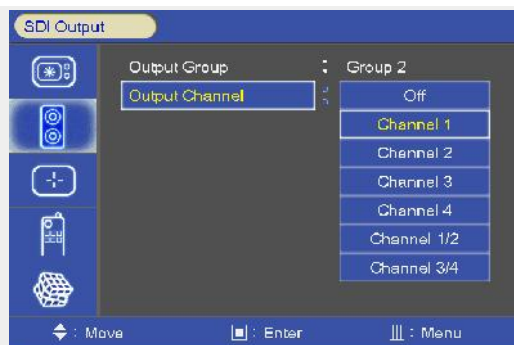 SDI Output
Output Group : Group 2
Output Channel : Off
Channel 1
Channel 2
Channel 3
Channel 4
Channel 1/2
Channel 3/4
: Move : Enter : Menu